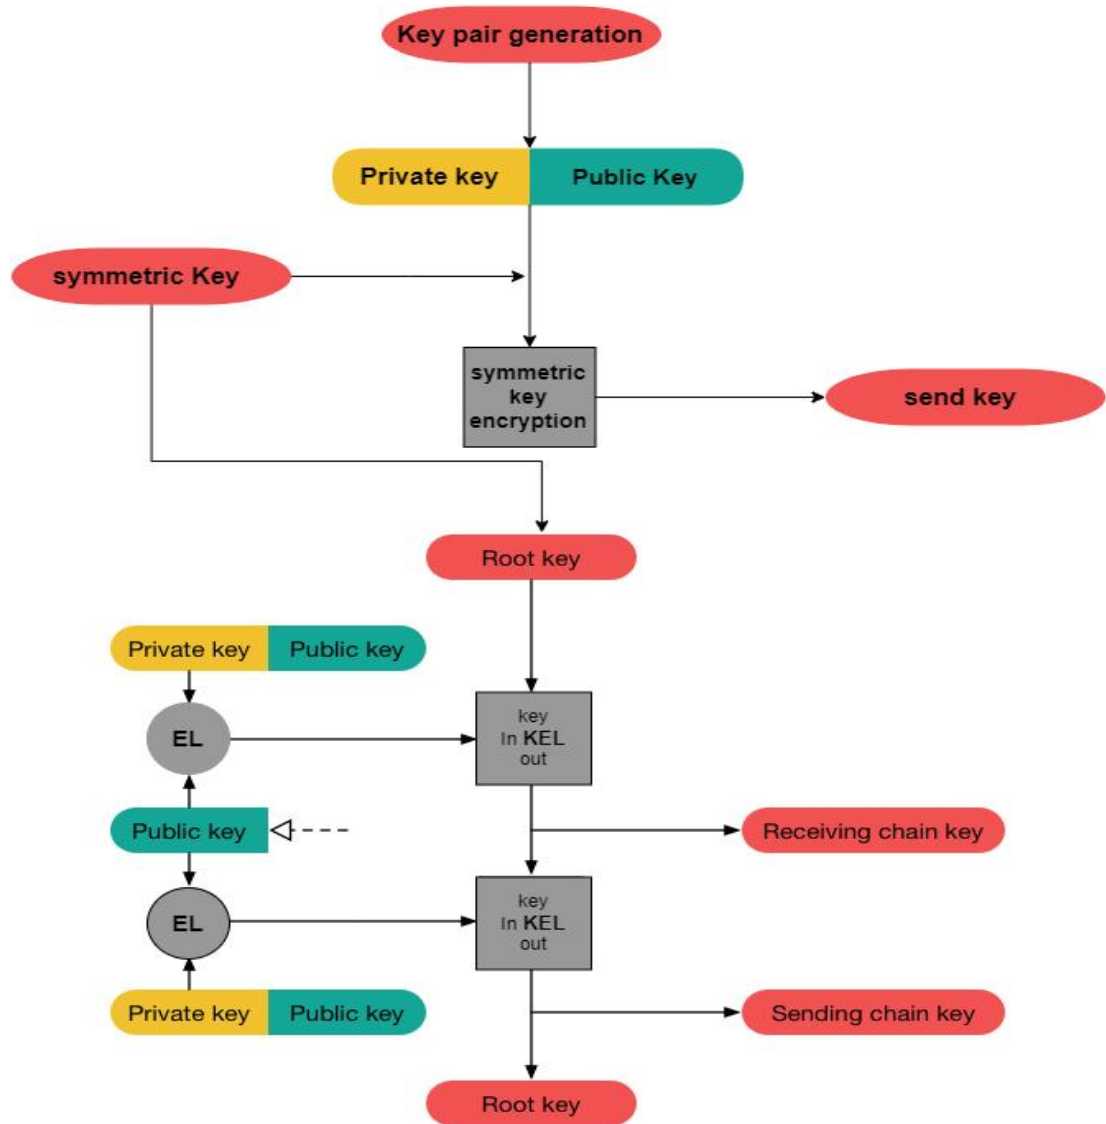 Key pair generation
Private key
Public Key
symmetric Key
symmetric
key
encryption
send key
Root key
Private key
Public key
EL
key
In KEL
out
Public key
Receiving chain key
EL
key
In KEL
out
Private key
Public key
Sending chain key
Root key